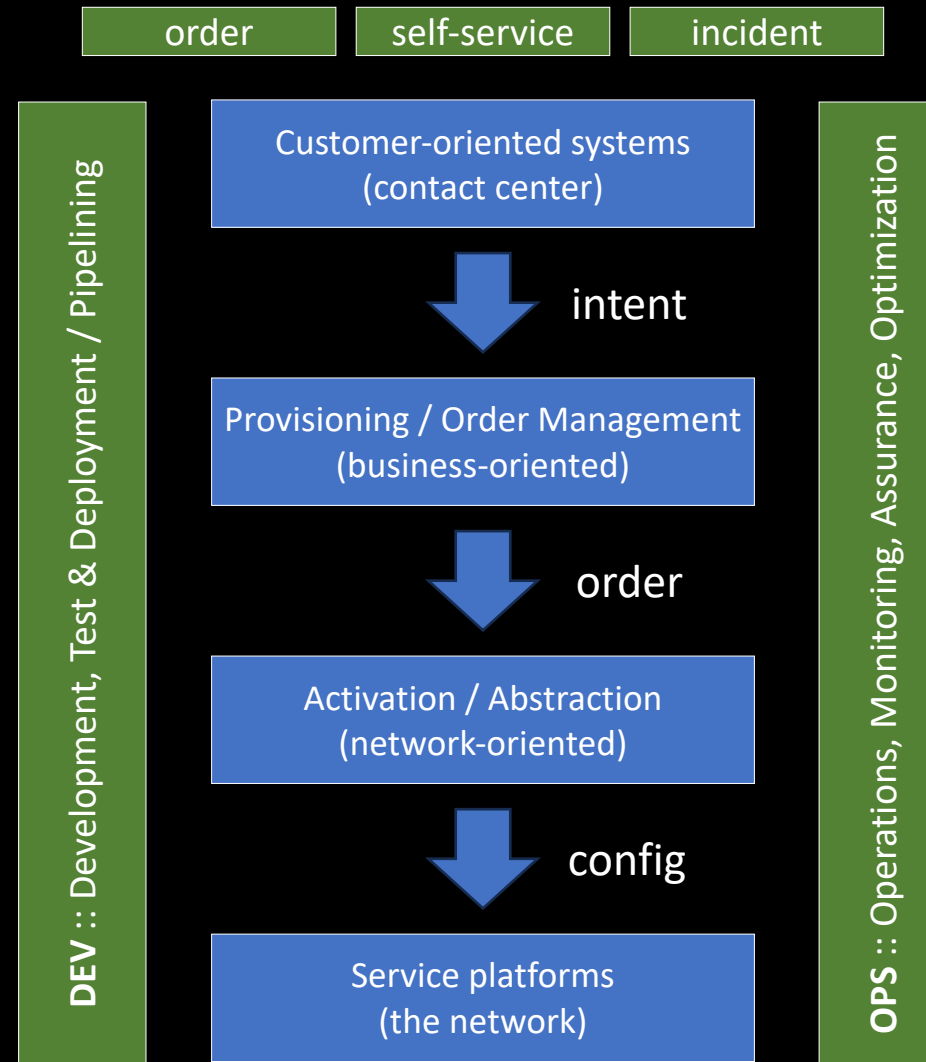 order
self-service
incident
DEV :: Development, Test & Deployment / Pipelining
Customer-oriented systems
(contact center)
intent
Provisioning / Order Management
(business-oriented)
order
Activation / Abstraction
(network-oriented)
config
Service platforms
(the network)
OPS :: Operations, Monitoring, Assurance, Optimization